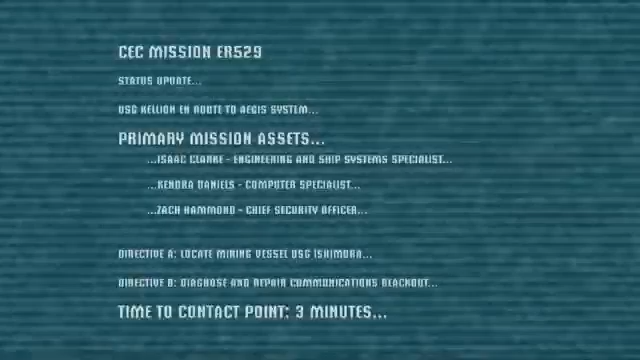 CEC MISSION ER529
STATUS UPDATE...
USG KELLION EN ROUTE TO AEGIS SYSTEM...
PRIMARY MISSION ASSETS...
...ISAAC CLARKE - ENGINEERING AND SHIP SYSTEMS SPECIALIST...
...KENDRA DANIELS - COMPUTER SPECIALIST...
...ZACH HAMMOND - CHIEF SECURITY OFFICER...
DIRECTIVE A: LOCATE MINING VESSEL USG ISHIMURA...
DIRECTIVE B: DIAGNOSE AND REPAIR COMMUNICATIONS BLACKOUT...
TIME TO CONTACT POINT: 3 MINUTES...